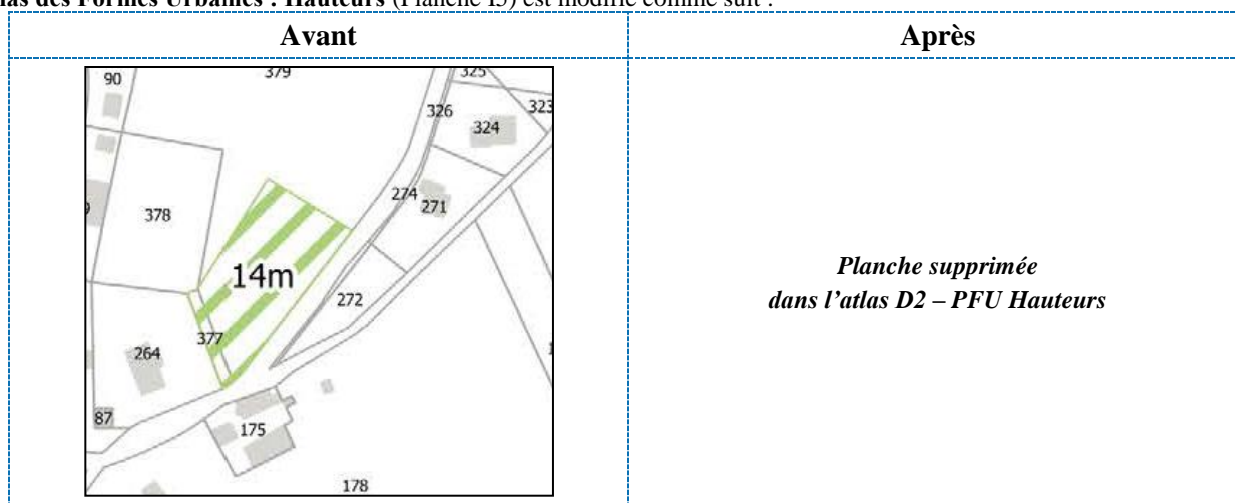 las des Formes Urbaines : Hauteurs (Planche I5) est modifié comme suit :
Avant
Après
90
379
325
326
324
323
378
274
271
14m
272
377
264
87
175
178
Planche supprimée
dans l'atlas D2 – PFU Hauteurs